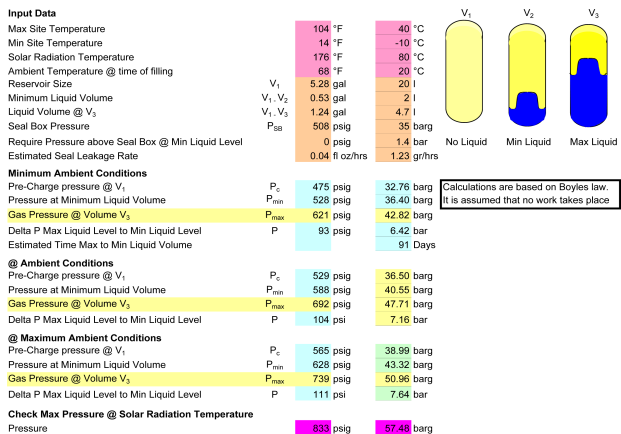 Input Data
Max Site Temperature 104 °F 40 °C
Min Site Temperature 14 °F -10 °C
Solar Radiation Temperature 176 °F 80 °C
Ambient Temperature @ time of filling 68 °F 20 °C
Reservoir Size V1 5.28 gal 20 l
Minimum Liquid Volume V1 - V2 0.53 gal 2 l
Liquid Volume @ V3 V1 - V3 1.24 gal 4.7 l
Seal Box Pressure PSB 508 psig 35 barg
Require Pressure above Seal Box @ Min Liquid Level 0 psig 1.4 bar
Estimated Seal Leakage Rate 0.04 fl oz/hrs 1.23 gr/hrs
V1 V2 V3
No Liquid Min Liquid Max Liquid
Minimum Ambient Conditions
Pre-Charge pressure @ V1 Pc 475 psig 32.76 barg
Pressure at Minimum Liquid Volume Pmin 528 psig 36.40 barg
Gas Pressure @ Volume V3 Pmax 621 psig 42.82 barg
Delta P Max Liquid Level to Min Liquid Level P 93 psig 6.42 bar
Estimated Time Max to Min Liquid Volume 91 Days
Calculations are based on Boyles law.
It is assumed that no work takes place
@ Ambient Conditions
Pre-Charge pressure @ V1 Pc 529 psig 36.50 barg
Pressure at Minimum Liquid Volume Pmin 588 psig 40.55 barg
Gas Pressure @ Volume V3 Pmax 692 psig 47.71 barg
Delta P Max Liquid Level to Min Liquid Level P 104 psi 7.16 bar
@ Maximum Ambient Conditions
Pre-Charge pressure @ V1 Pc 565 psig 38.99 barg
Pressure at Minimum Liquid Volume Pmin 628 psig 43.32 barg
Gas Pressure @ Volume V3 Pmax 739 psig 50.96 barg
Delta P Max Liquid Level to Min Liquid Level P 111 psi 7.64 bar
Check Max Pressure @ Solar Radiation Temperature
Pressure 833 psig 57.48 barg